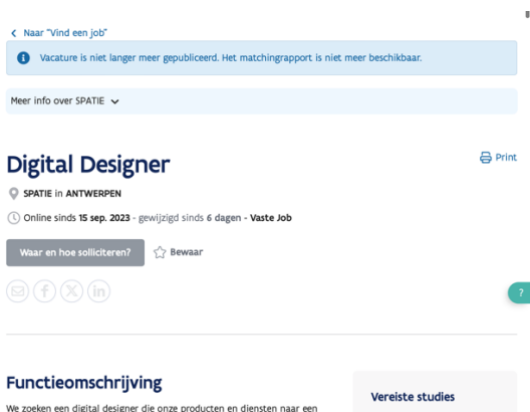 Naar "Vind een job"
Vacature is niet langer meer gepubliceerd. Het matchingrapport is niet meer beschikbaar.
Meer info over SPATIE
Digital Designer
Print
SPATIE in ANTWERPEN
Online sinds 15 sep. 2023 - gewijzigd sinds 6 dagen - Vaste Job
Waar en hoe solliciteren?
Bewaar
?
Functieomschrijving
We zoeken een digital designer die onze producten en diensten naar een
Vereiste studies